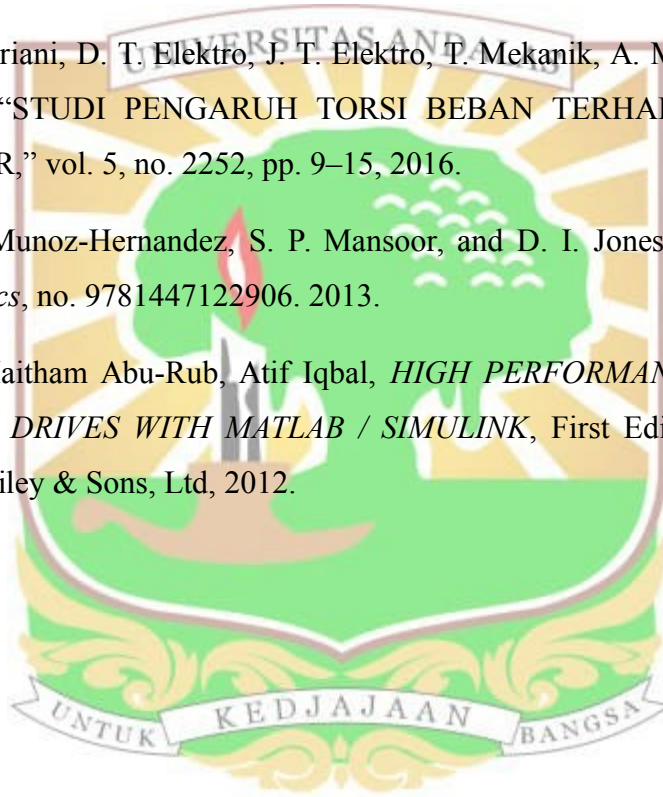 UNIVERSITAS ANDALAS
riani, D. T. Elektro, J. T. Elektro, T. Mekanik, A. M
“STUDI PENGARUH TORSI BEBAN TERHA
R,” vol. 5, no. 2252, pp. 9–15, 2016.
Munoz-Hernandez, S. P. Mansoor, and D. I. Jones
cs, no. 9781447122906. 2013.
aitham Abu-Rub, Atif Iqbal, HIGH PERFORMAN
DRIVES WITH MATLAB / SIMULINK, First Edi
iley & Sons, Ltd, 2012.
UNTUK KEDJAJAAN BANGSA